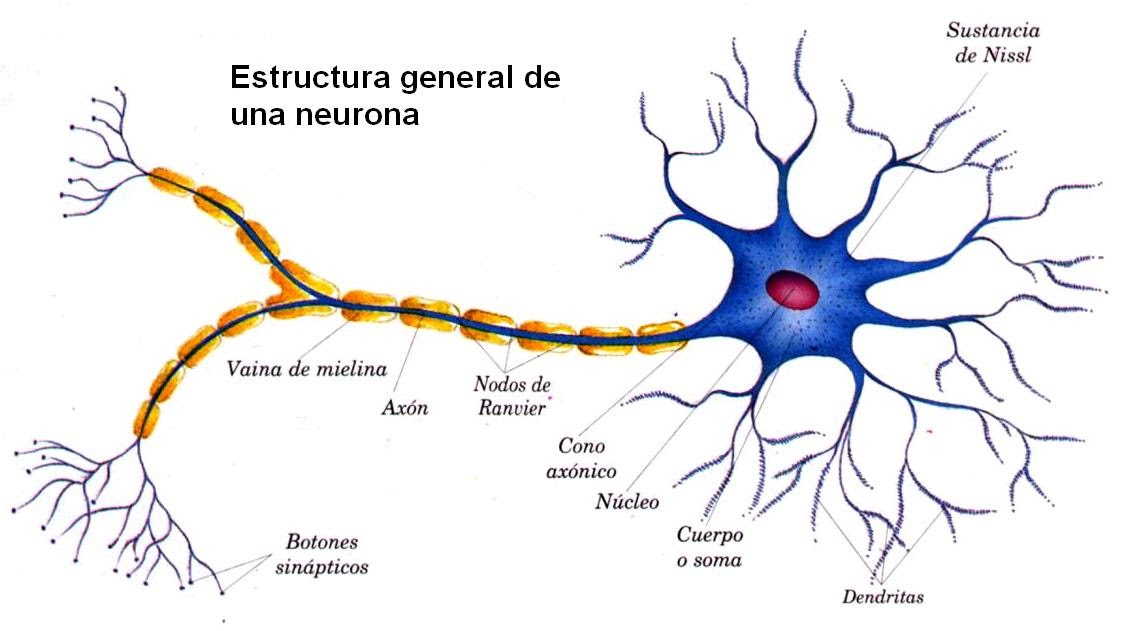 Estructura general de
una neurona
Sustancia
de Nissl
Vaina de mielina
Axón
Nodos de
Ranvier
Cono
axónico
Núcleo
Cuerpo
o soma
Botones
sinápticos
Dendritas